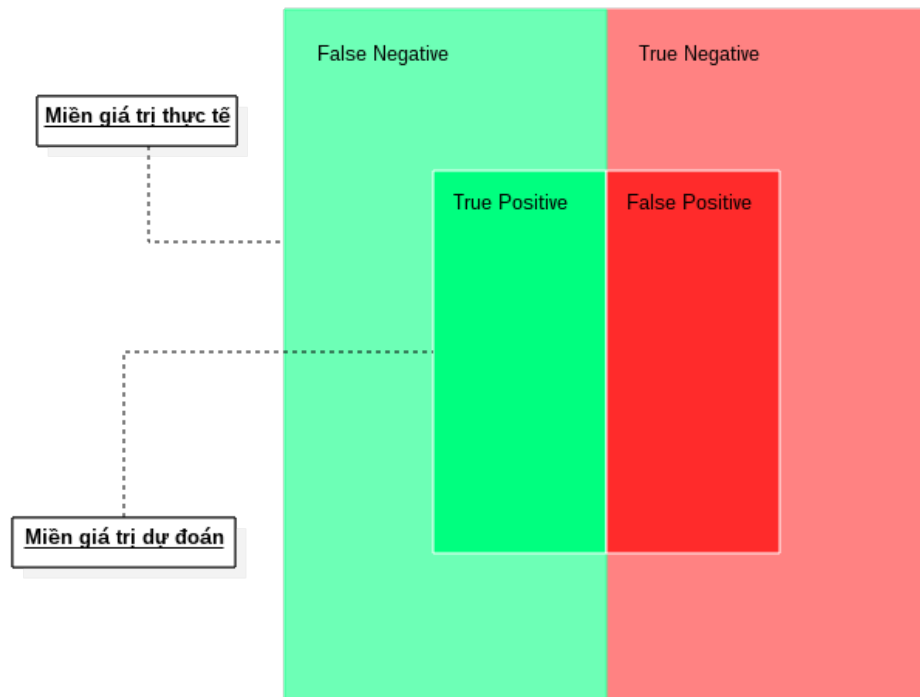 False Negative
True Negative
Miền giá trị thực tế
True Positive
False Positive
Miền giá trị dự đoán